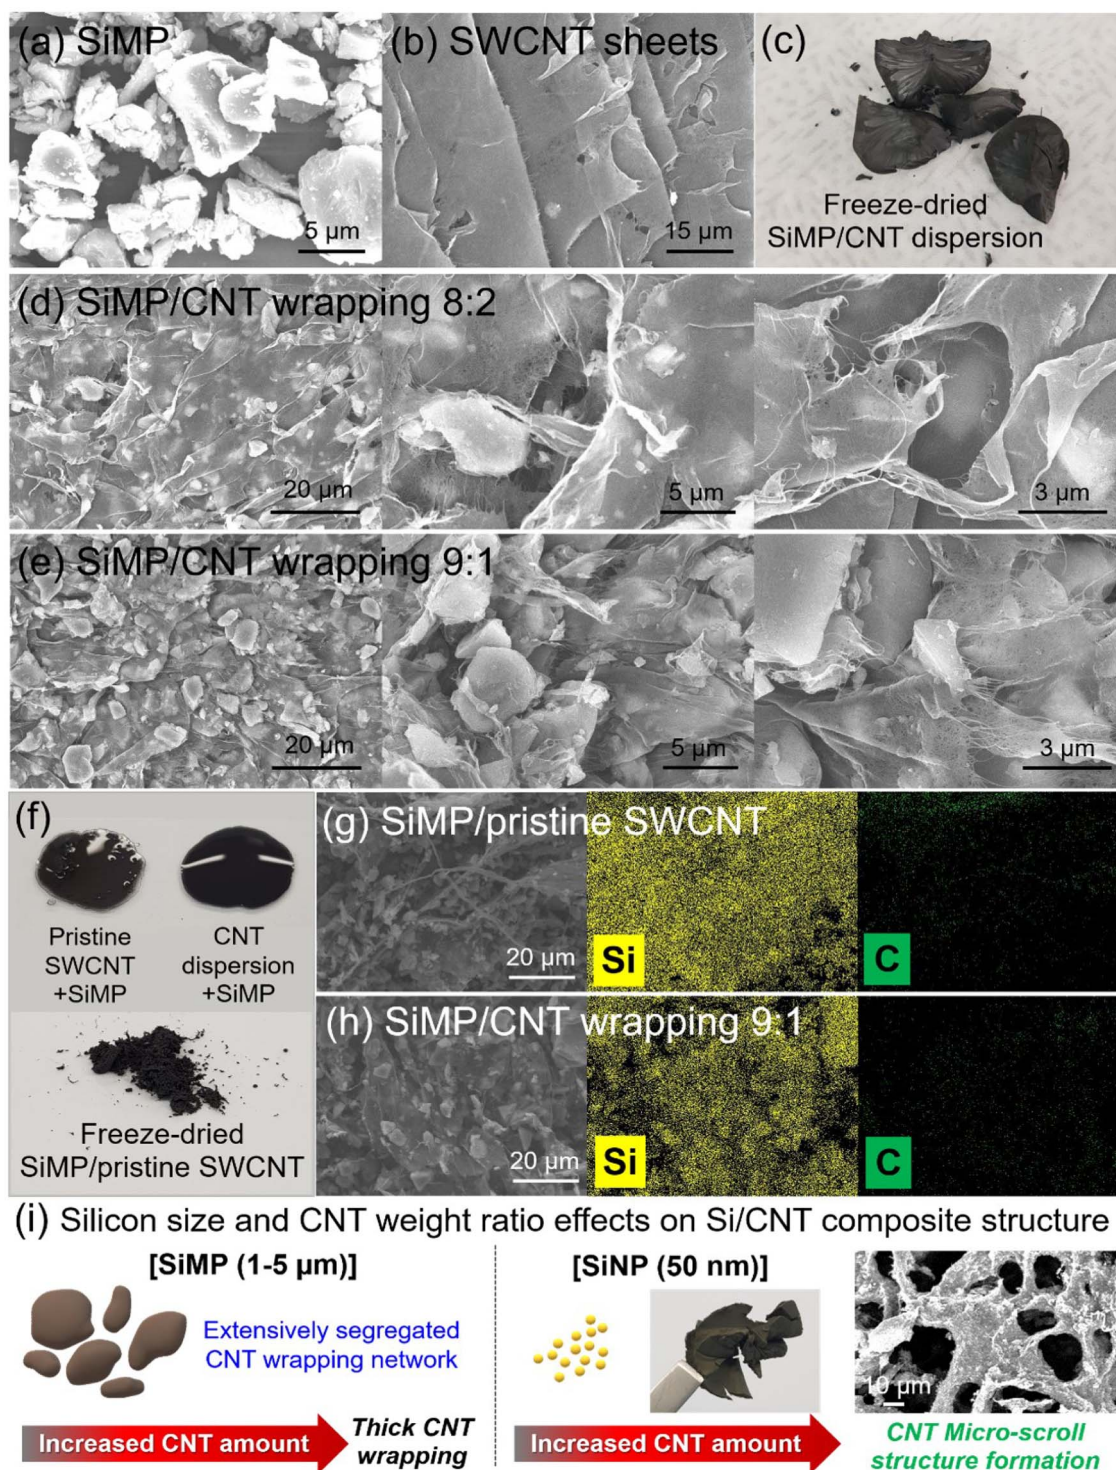 (a) SiMP
5 µm
(b) SWCNT sheets
15 µm
(c)
Freeze-dried
SiMP/CNT dispersion
(d) SiMP/CNT wrapping 8:2
20 µm
5 µm
3 µm
(e) SiMP/CNT wrapping 9:1
20 µm
5 µm
3 µm
(f)
Pristine
SWCNT
+SiMP
CNT
dispersion
+SiMP
Freeze-dried
SiMP/pristine SWCNT
(g) SiMP/pristine SWCNT
20 µm
Si
C
(h) SiMP/CNT wrapping 9:1
20 µm
Si
C
(i) Silicon size and CNT weight ratio effects on Si/CNT composite structure
[SiMP (1-5 µm)]
Extensively segregated
CNT wrapping network
Increased CNT amount
Thick CNT
wrapping
[SiNP (50 nm)]
10 µm
Increased CNT amount
CNT Micro-scroll
structure formation